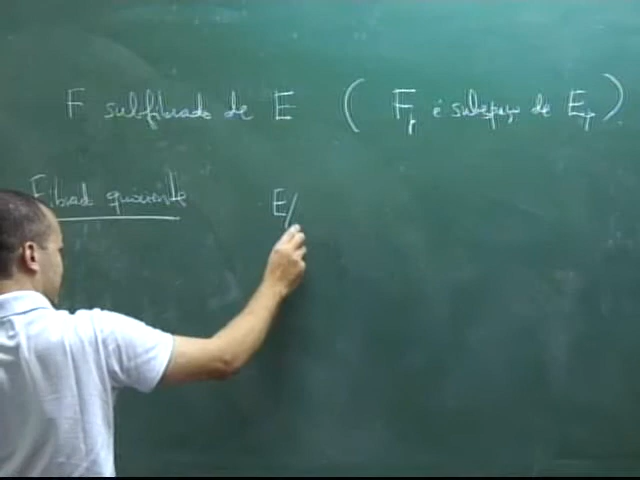 F subfibrado de E ( F_p é subespaço de E_p )
Fibrado quociente E/